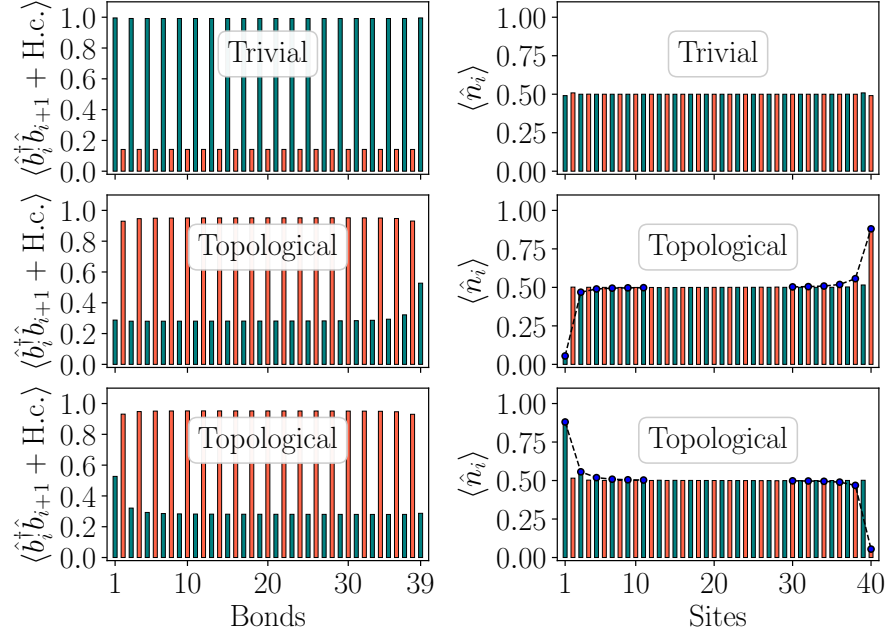 ⟨b̂†ᵢb̂ᵢ₊₁ + H.c.⟩
1.0
0.8
0.6
0.4
0.2
0.0
Trivial
⟨n̂ᵢ⟩
1.00
0.75
0.50
0.25
0.00
Trivial
⟨b̂†ᵢb̂ᵢ₊₁ + H.c.⟩
1.0
0.8
0.6
0.4
0.2
0.0
Topological
⟨n̂ᵢ⟩
1.00
0.75
0.50
0.25
0.00
Topological
⟨b̂†ᵢb̂ᵢ₊₁ + H.c.⟩
1.0
0.8
0.6
0.4
0.2
0.0
Topological
1 10 20 30 39
Bonds
⟨n̂ᵢ⟩
1.00
0.75
0.50
0.25
0.00
Topological
1 10 20 30 40
Sites